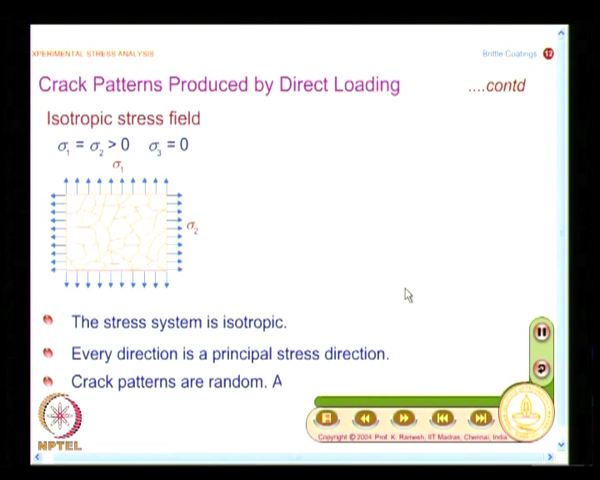 XPERIMENTAL STRESS ANALYSIS
Brittle Coatings 12
Crack Patterns Produced by Direct Loading ....contd
Isotropic stress field
σ₁ = σ₂ > 0 σ₃ = 0
σ₁
σ₂
The stress system is isotropic.
Every direction is a principal stress direction.
Crack patterns are random. A
NPTEL
Copyright © 2004 Prof. K. Ramesh, IIT Madras, Chennai, India